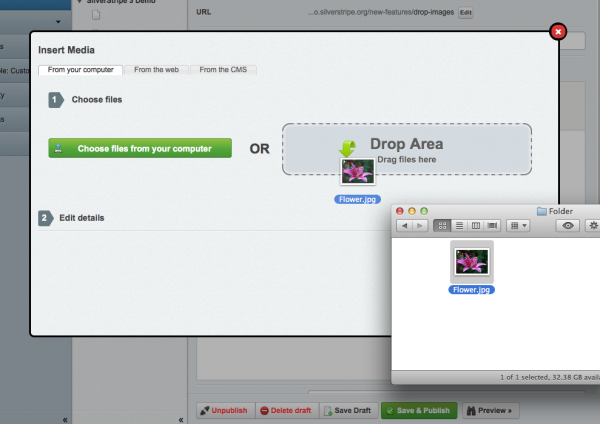 Silverstripe 3 Demo
URL
...o.silverstripe.org/new-features/drop-images
Edit
Insert Media
From your computer
From the web
From the CMS
1
Choose files
Choose files from your computer
OR
Drop Area
Drag files here
Flower.jpg
2
Edit details
Folder
Flower.jpg
1 of 1 selected, 32.38 GB
Unpublish
Delete draft
Save Draft
Save & Publish
Preview »
«
«